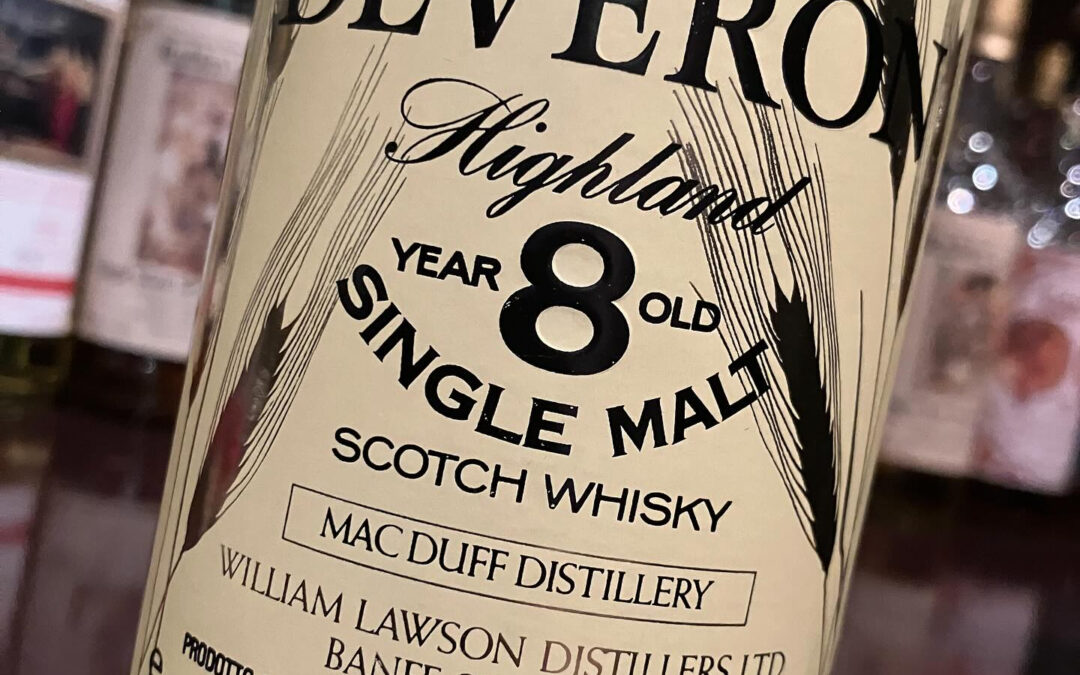 DEVERON
Highland
YEAR 8 OLD
SINGLE MALT
SCOTCH WHISKY
MAC DUFF DISTILLERY
WILLIAM LAWSON DISTILLERS LTD
BANFF
PRODOTTO
e